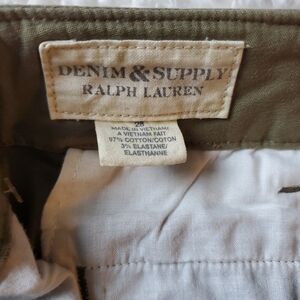 DENIM & SUPPLY
RALPH LAUREN
28
MADE IN VIETNAM/
A VIETNAM FAIT
97% COTTON/COTON
3% ELASTANE/
ELASTHANNE